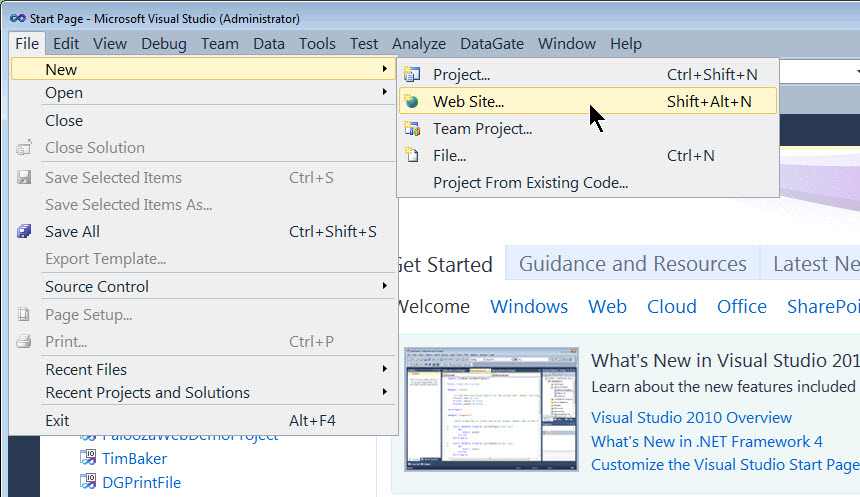 Start Page - Microsoft Visual Studio (Administrator)
File Edit View Debug Team Data Tools Test Analyze DataGate Window Help
New
Open
Close
Close Solution
Save Selected Items Ctrl+S
Save Selected Items As...
Save All Ctrl+Shift+S
Export Template...
Source Control
Page Setup...
Print... Ctrl+P
Recent Files
Recent Projects and Solutions
Exit Alt+F4
Project... Ctrl+Shift+N
Web Site... Shift+Alt+N
Team Project...
File... Ctrl+N
Project From Existing Code...
Get Started Guidance and Resources Latest Ne
Welcome Windows Web Cloud Office SharePoi
What's New in Visual Studio 201
Learn about the new features included
Visual Studio 2010 Overview
What's New in .NET Framework 4
Customize the Visual Studio Start Page
PaloozaWebDemoProject
TimBaker
DGPrintFile